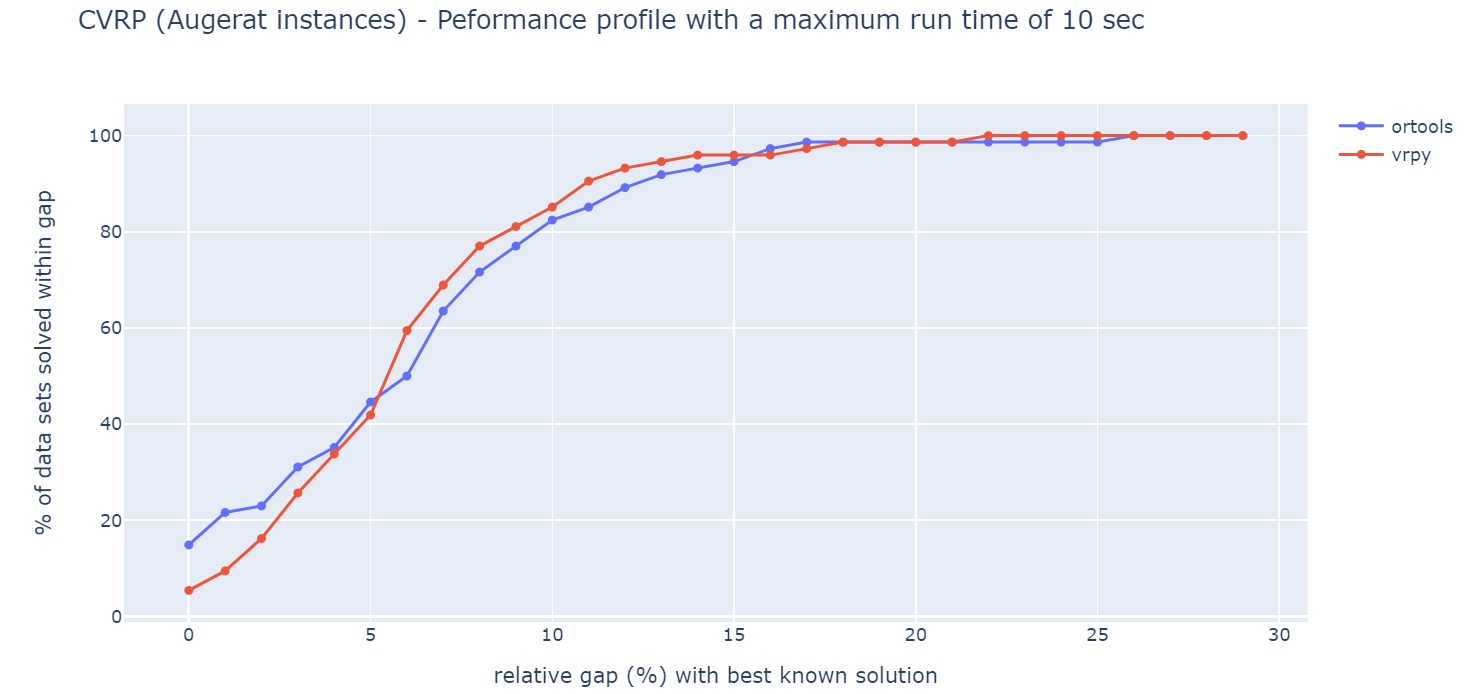 CVRP (Augerat instances) - Peformance profile with a maximum run time of 10 sec
ortools
vrpy
% of data sets solved within gap
100
80
60
40
20
0
0 5 10 15 20 25 30
relative gap (%) with best known solution